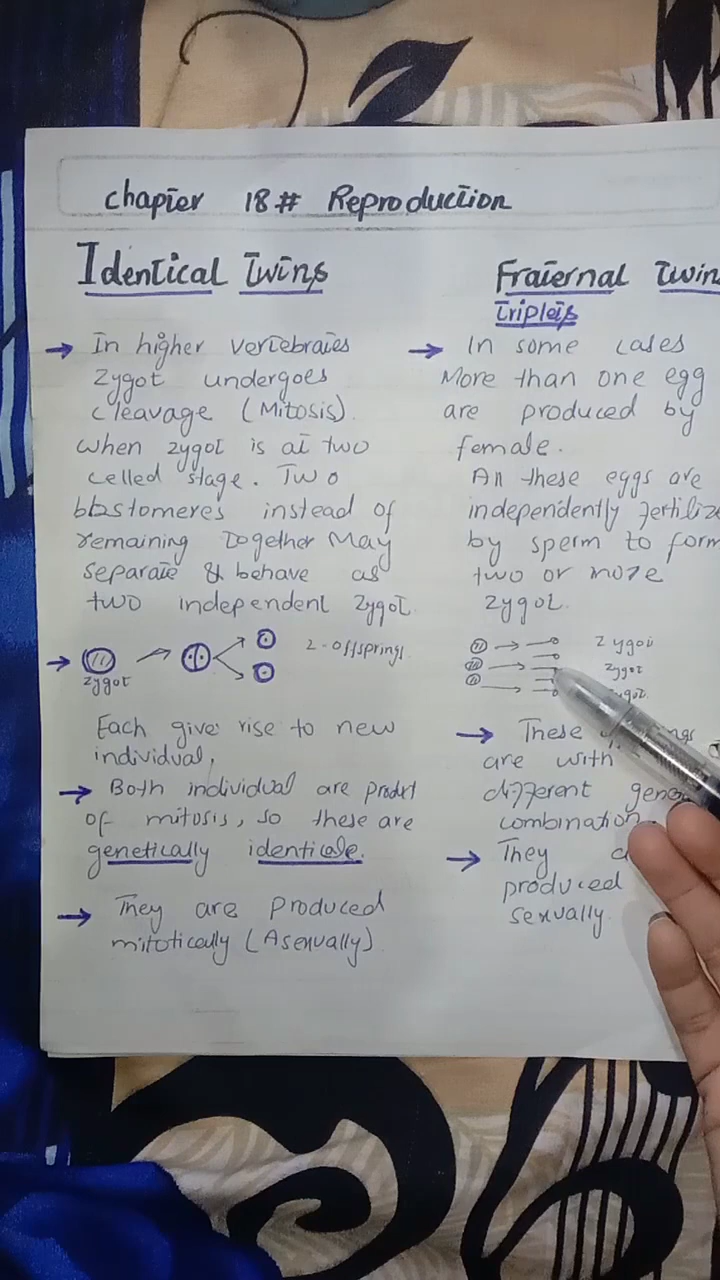 Chapter 18# Reproduction
Identical Twins
→ In higher vertebrates
Zygot undergoes
cleavage (Mitosis).
when zygot is at two
celled stage. Two
blastomeres instead of
remaining together May
separate & behave as
two independent Zygot.
→ zygot 2-offsprings
Each give rise to new
individual,
→ Both individual are product
of mitosis, so these are
genetically identicale.
→ They are produced
mitotically (Asexually)
Fraternal Twin
Triplets
→ In some cases
More than one egg
are produced by
female.
All these eggs are
independently fertiliz
by sperm to form
two or more
zygot.
Zygot
zygot
zygot.
→ These
are with
different gene
combination
→ They
produced
sexually.